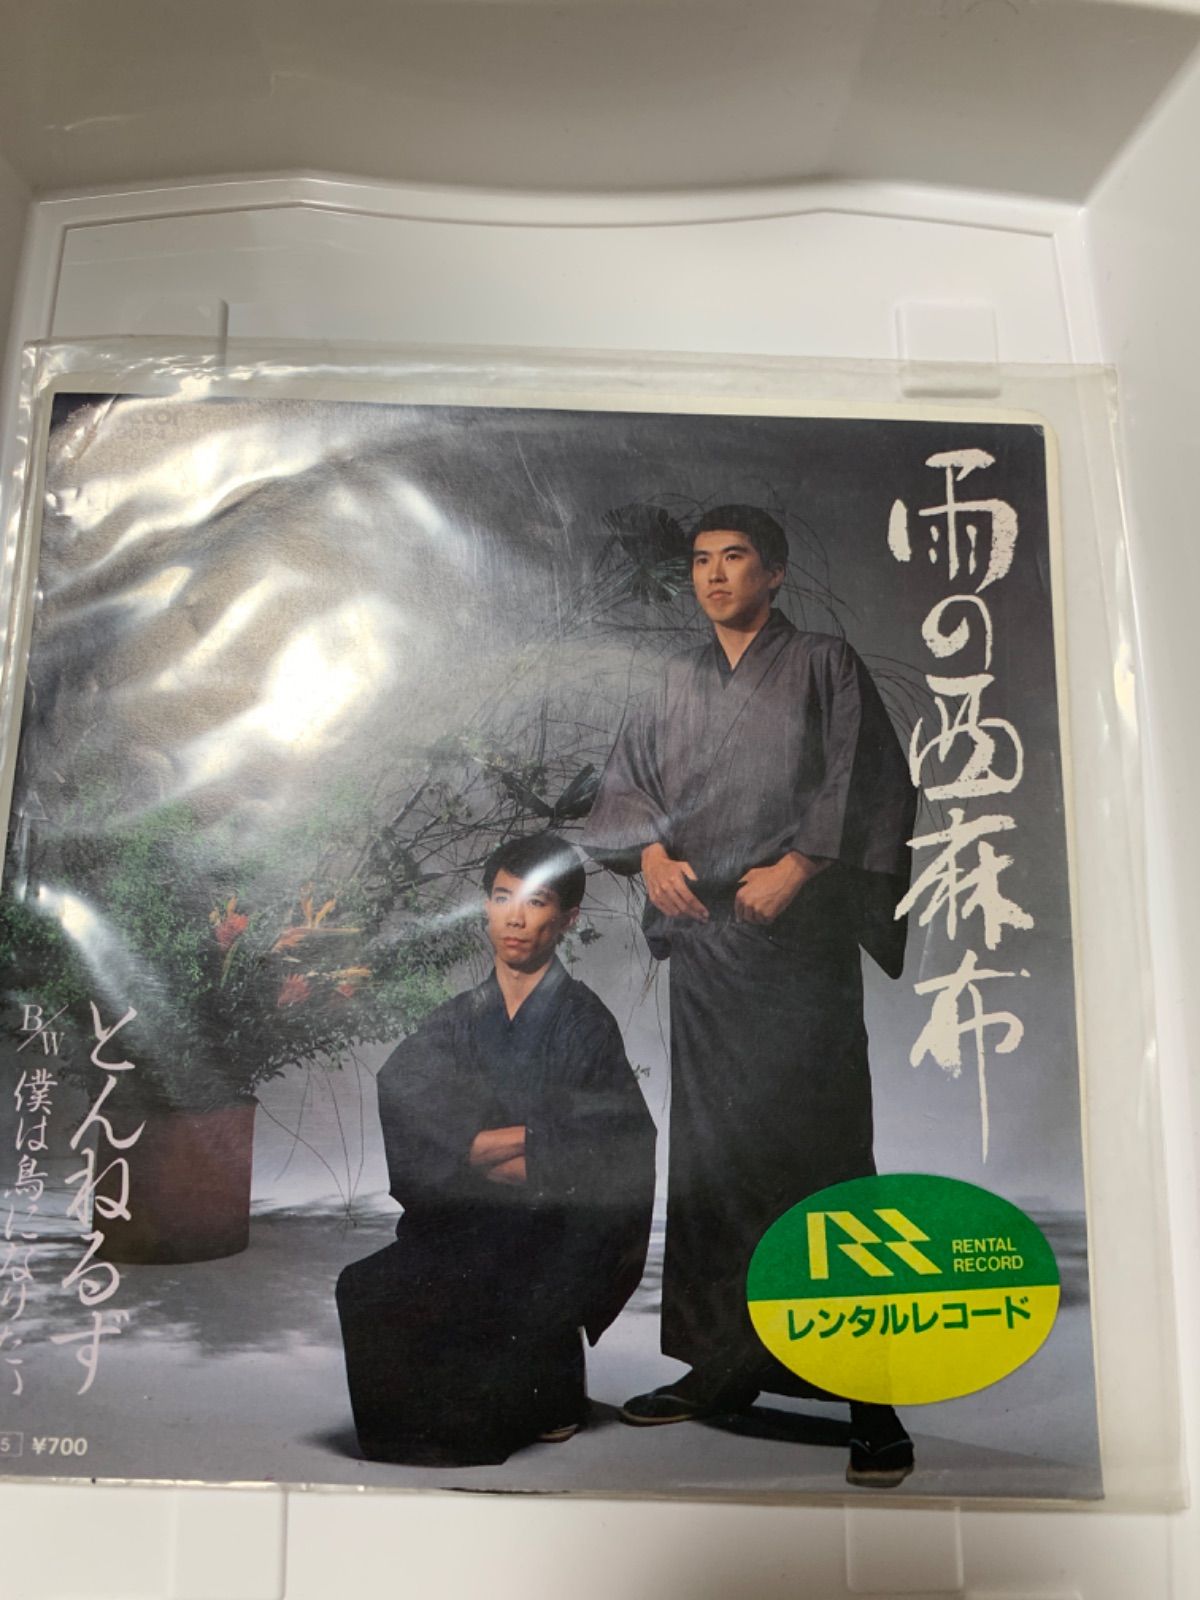 雨の西麻布
とんねるず
B/W 僕は鳥になりたい
¥700
RENTAL
RECORD
レンタルレコード